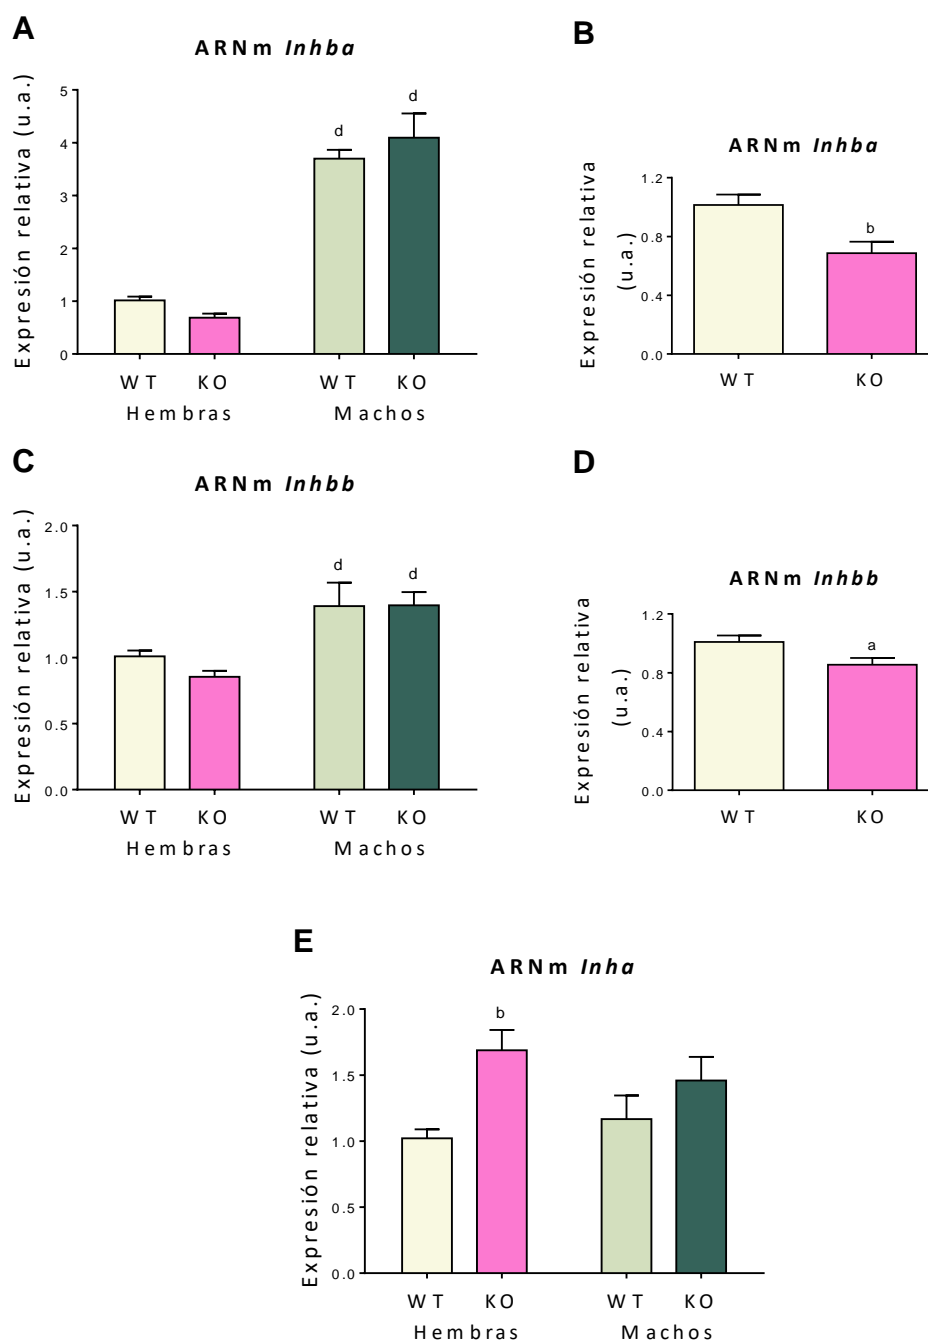 A
ARNm Inhba
Expresión relativa (u.a.)
5
4
3
2
1
0
d
d
WT KO WT KO
Hembras Machos
B
ARNm Inhba
Expresión relativa
(u.a.)
1.2
0.8
0.4
0.0
b
WT KO
C
ARNm Inhbb
Expresión relativa (u.a.)
2.0
1.5
1.0
0.5
0.0
d d
WT KO WT KO
Hembras Machos
D
ARNm Inhbb
Expresión relativa
(u.a.)
1.2
0.8
0.4
0.0
a
WT KO
E
ARNm Inha
Expresión relativa (u.a.)
2.0
1.5
1.0
0.5
0.0
b
WT KO WT KO
Hembras Machos